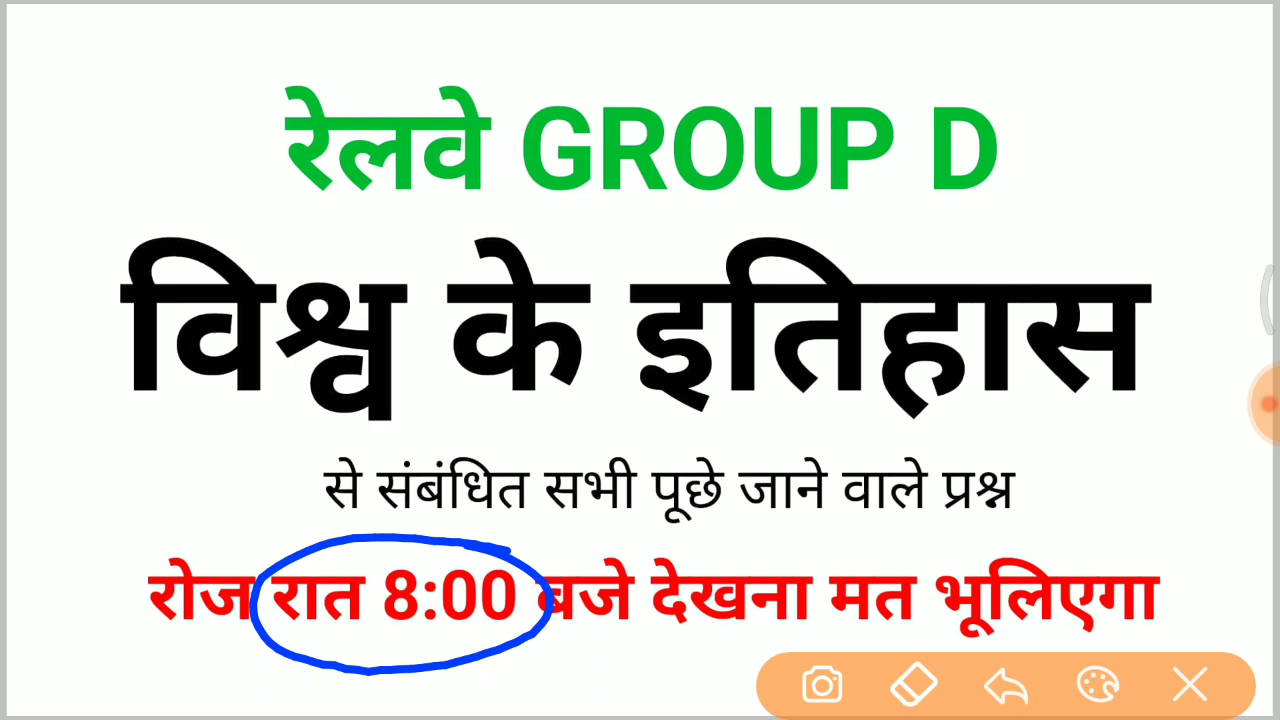 रेलवे GROUP D
विश्व के इतिहास
से संबंधित सभी पूछे जाने वाले प्रश्न
रोज रात 8:00 बजे देखना मत भूलिएगा